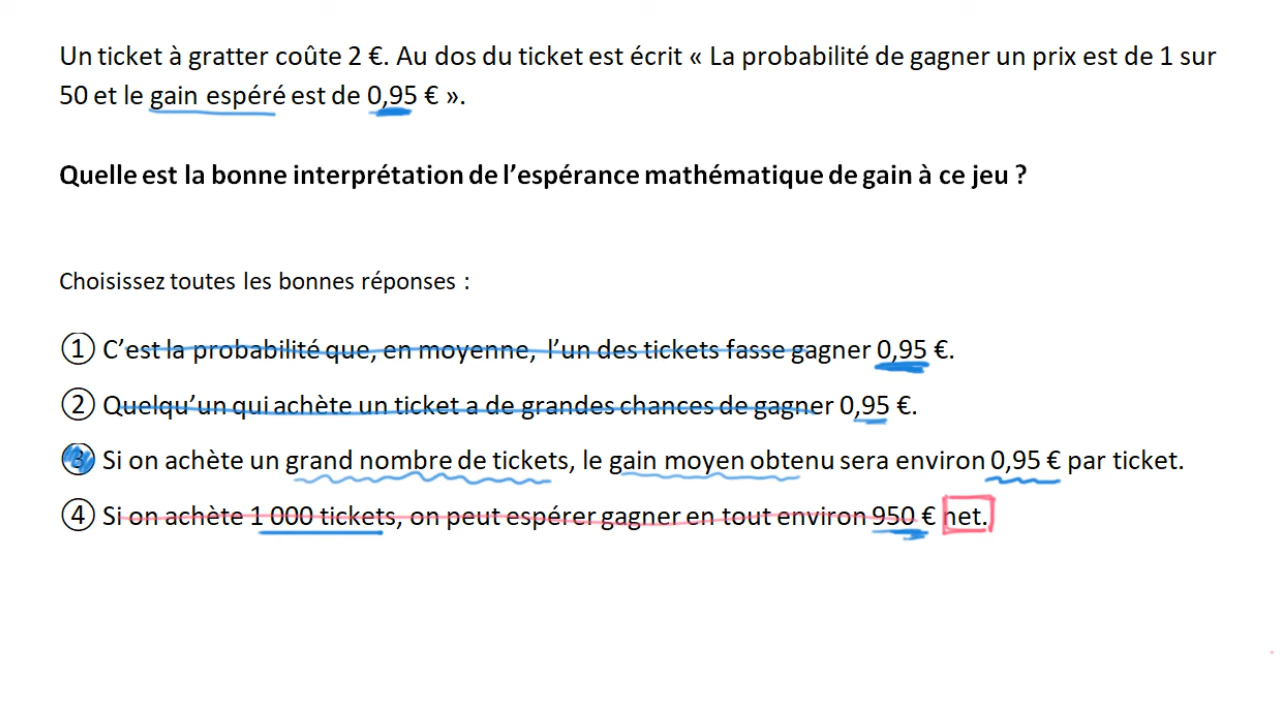 Un ticket à gratter coûte 2 €. Au dos du ticket est écrit « La probabilité de gagner un prix est de 1 sur
50 et le gain espéré est de 0,95 € ».
Quelle est la bonne interprétation de l’espérance mathématique de gain à ce jeu ?
Choisissez toutes les bonnes réponses :
① C’est la probabilité que, en moyenne, l’un des tickets fasse gagner 0,95 €.
② Quelqu’un qui achète un ticket a de grandes chances de gagner 0,95 €.
③ Si on achète un grand nombre de tickets, le gain moyen obtenu sera environ 0,95 € par ticket.
④ Si on achète 1 000 tickets, on peut espérer gagner en tout environ 950 € net.